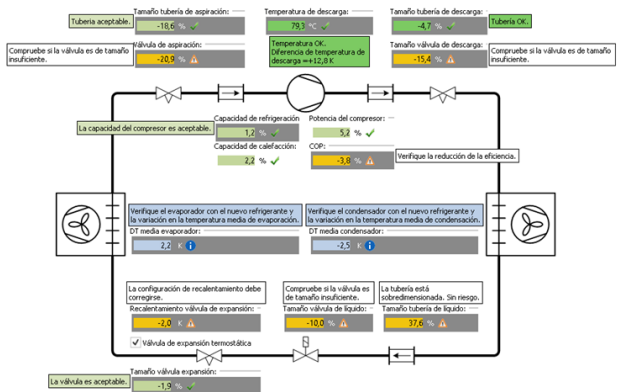 Tamaño tubería de aspiración:
Temperatura de descarga:
Tamaño tubería de descarga:
Tubería aceptable.
-18,6 %
79,3 °C
-4,7 %
Tubería OK.
Compruebe si la válvula es de tamaño
insuficiente.
Válvula de aspiración:
-20,9 %
Temperatura OK.
Diferencia de temperatura de
descarga =+12,8 K
Tamaño válvula de descarga:
-15,4 %
Compruebe si la válvula es de tamaño
insuficiente.
La capacidad del compresor es aceptable.
Capacidad de refrigeración
1,2 %
Potencia del compresor:
5,2 %
Capacidad de calefacción:
2,2 %
COP:
-3,8 %
Verifique la reducción de la eficiencia.
Verifique el evaporador con el nuevo refrigerante y
la variación en la temperatura media de evaporación.
DT media evaporador:
2,2 K
Verifique el condensador con el nuevo refrigerante y
la variación en la temperatura media de condensación.
DT media condensador:
-2,5 K
La configuración de recalentamiento debe
corregirse.
Recalentamiento válvula de expansión:
-2,0 K
Válvula de expansión termostática
Compruebe si la válvula es
de tamaño insuficiente.
Tamaño válvula de líquido:
-10,0 %
La tubería está
sobredimensionada. Sin riesgo.
Tamaño tubería de líquido:
37,6 %
La válvula es aceptable.
Tamaño válvula expansión:
-1,9 %